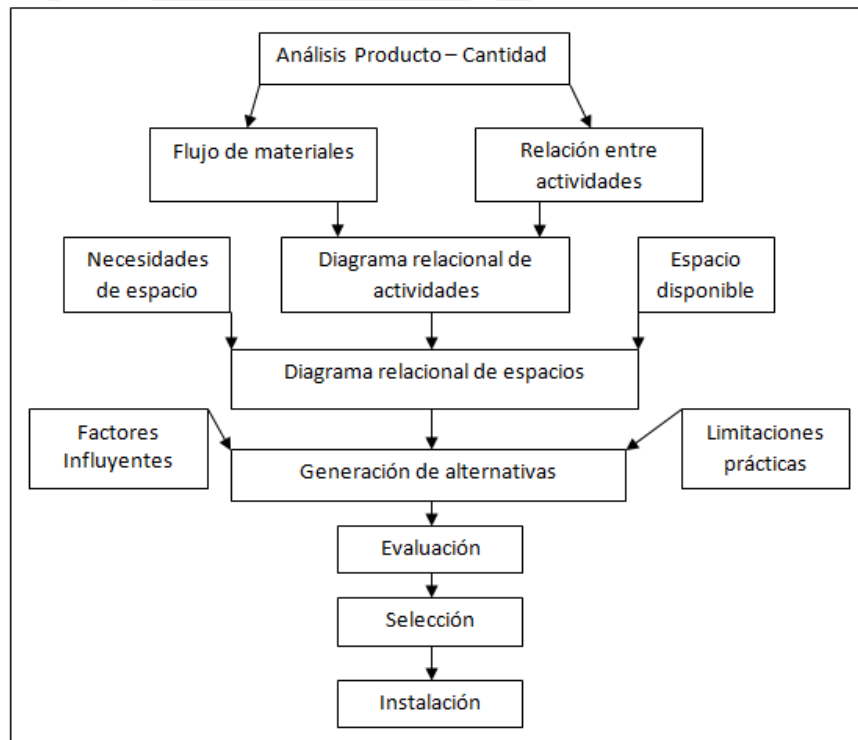 Análisis Producto – Cantidad
Flujo de materiales
Relación entre
actividades
Necesidades
de espacio
Diagrama relacional de
actividades
Espacio
disponible
Diagrama relacional de espacios
Factores
Influyentes
Generación de alternativas
Limitaciones
prácticas
Evaluación
Selección
Instalación